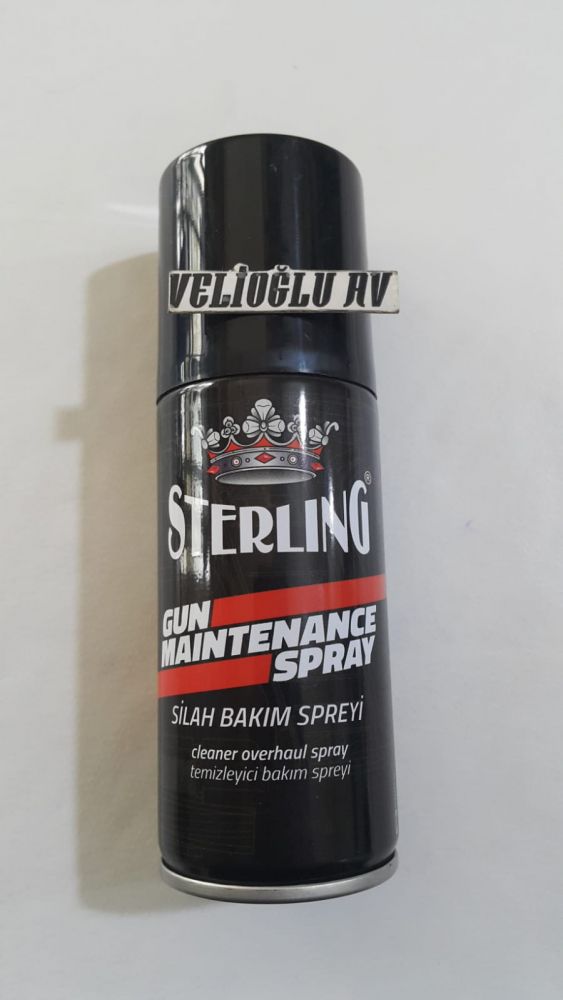 VELİOĞLU AV
STERLING®
GUN
MAINTENANCE
SPRAY
SİLAH BAKIM SPREYİ
cleaner overhaul spray
temizleyici bakım spreyi